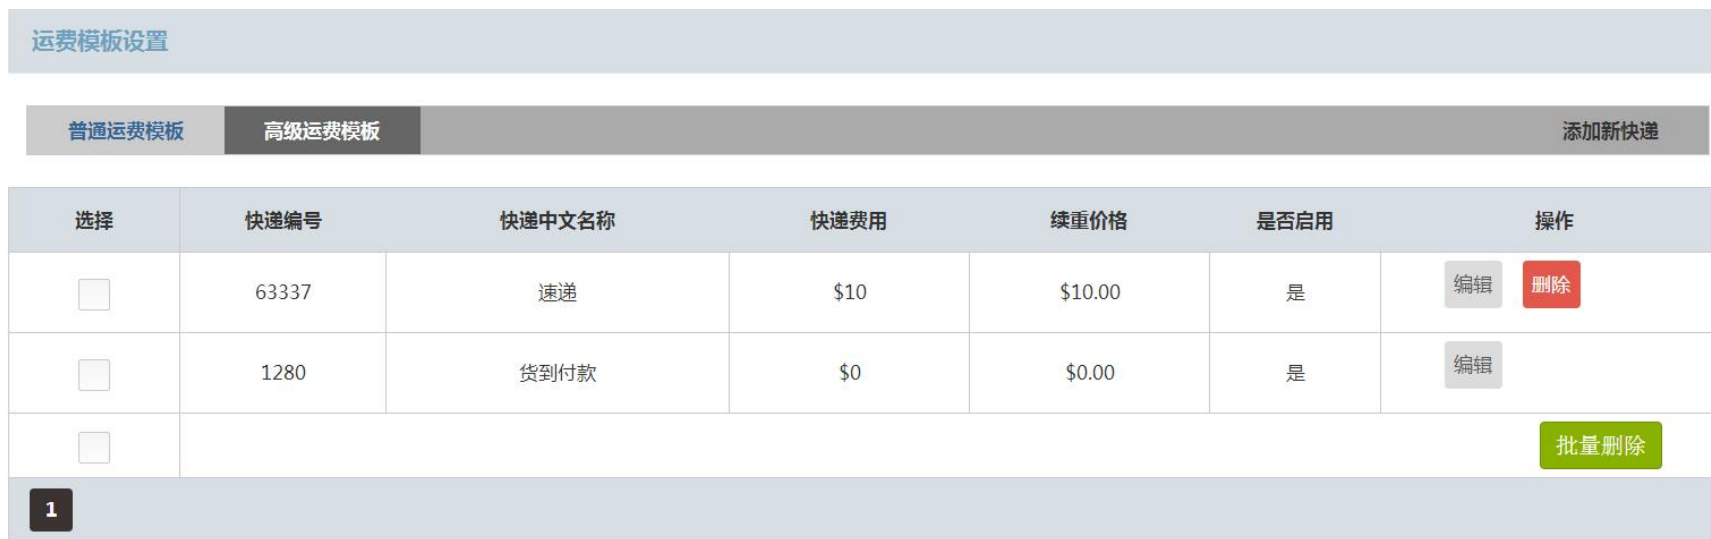 运费模板设置
普通运费模板 高级运费模板 添加新快递
选择 快递编号 快递中文名称 快递费用 续重价格 是否启用 操作
63337 速递 $10 $10.00 是 编辑 删除
1280 货到付款 $0 $0.00 是 编辑
批量删除
1